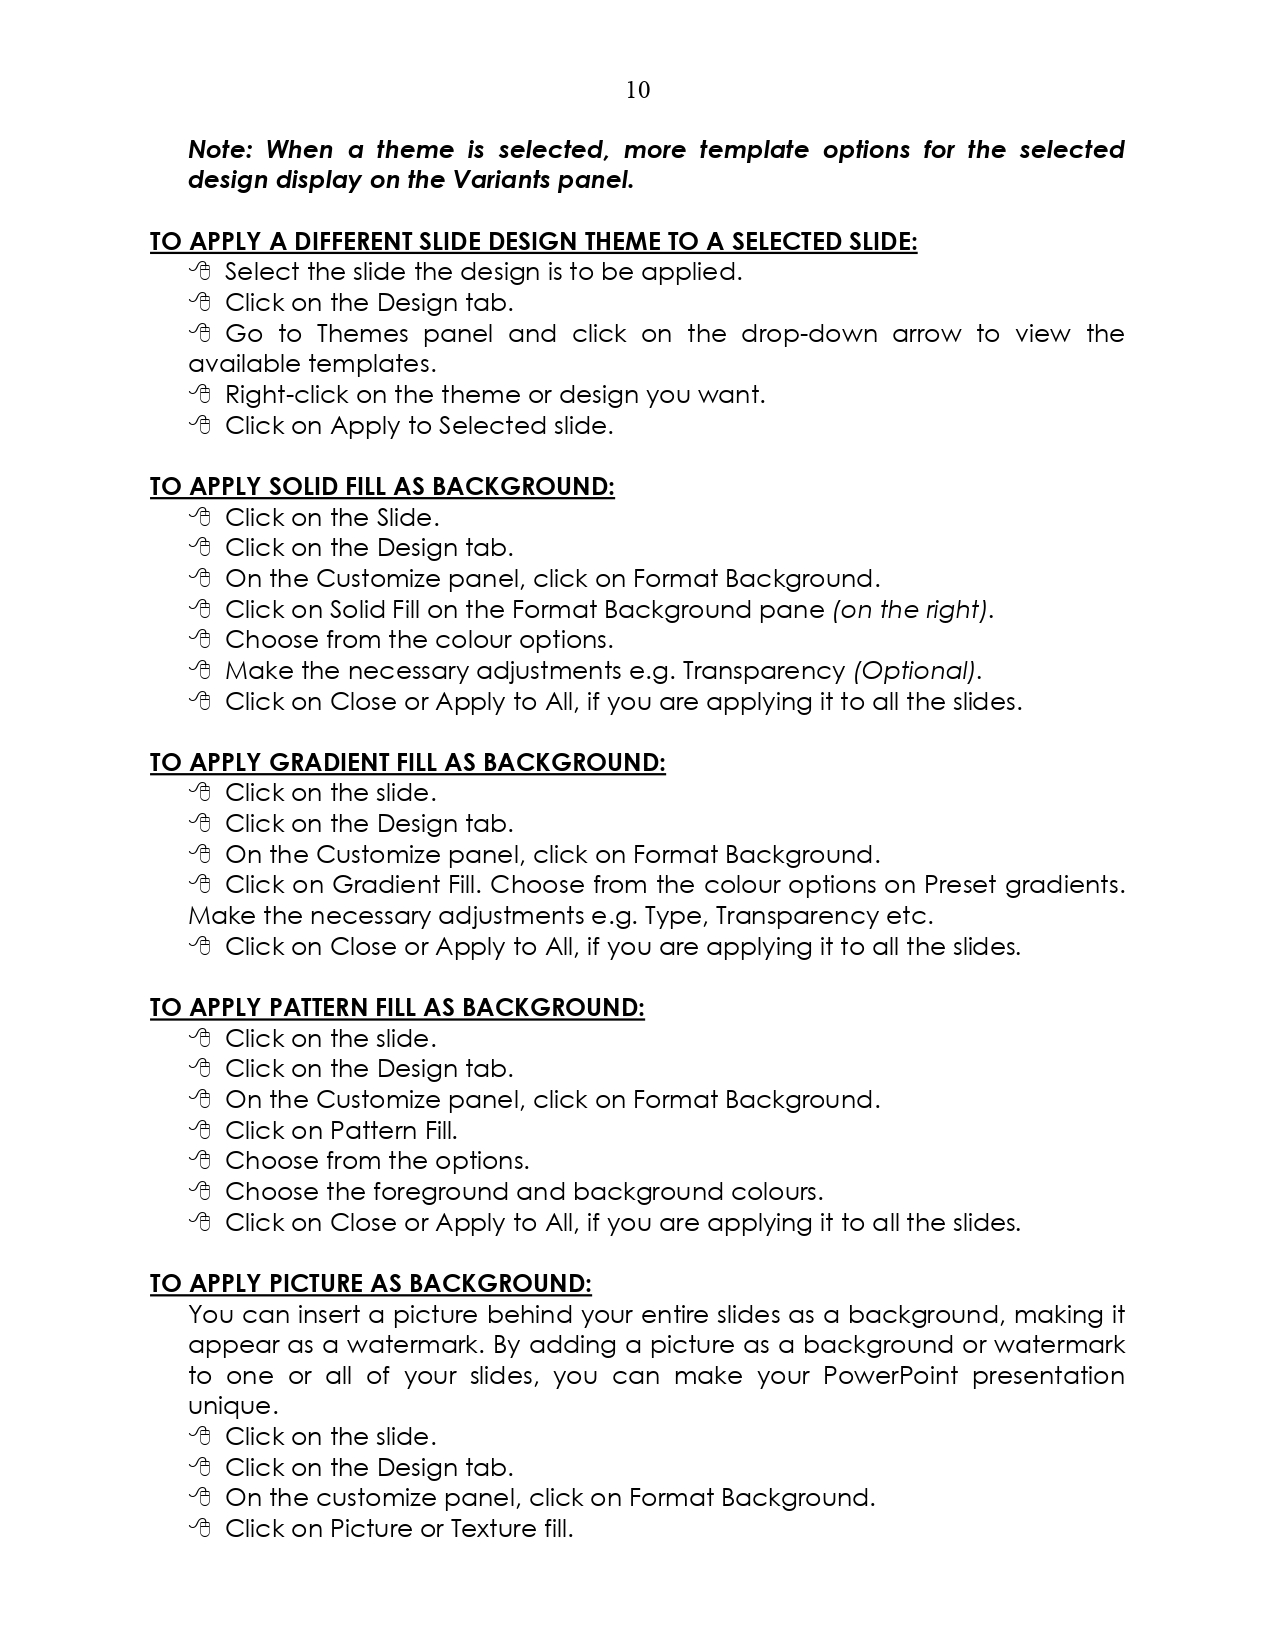 10
Note: When a theme is selected, more template options for the selected
design display on the Variants panel.
TO APPLY A DIFFERENT SLIDE DESIGN THEME TO A SELECTED SLIDE:
Select the slide the design is to be applied.
Click on the Design tab.
Go to Themes panel and click on the drop-down arrow to view the
available templates.
Right-click on the theme or design you want.
Click on Apply to Selected slide.
TO APPLY SOLID FILL AS BACKGROUND:
Click on the Slide.
Click on the Design tab.
On the Customize panel, click on Format Background.
Click on Solid Fill on the Format Background pane (on the right).
Choose from the colour options.
Make the necessary adjustments e.g. Transparency (Optional).
Click on Close or Apply to All, if you are applying it to all the slides.
TO APPLY GRADIENT FILL AS BACKGROUND:
Click on the slide.
Click on the Design tab.
On the Customize panel, click on Format Background.
Click on Gradient Fill. Choose from the colour options on Preset gradients.
Make the necessary adjustments e.g. Type, Transparency etc.
Click on Close or Apply to All, if you are applying it to all the slides.
TO APPLY PATTERN FILL AS BACKGROUND:
Click on the slide.
Click on the Design tab.
On the Customize panel, click on Format Background.
Click on Pattern Fill.
Choose from the options.
Choose the foreground and background colours.
Click on Close or Apply to All, if you are applying it to all the slides.
TO APPLY PICTURE AS BACKGROUND:
You can insert a picture behind your entire slides as a background, making it
appear as a watermark. By adding a picture as a background or watermark
to one or all of your slides, you can make your PowerPoint presentation
unique.
Click on the slide.
Click on the Design tab.
On the customize panel, click on Format Background.
Click on Picture or Texture fill.